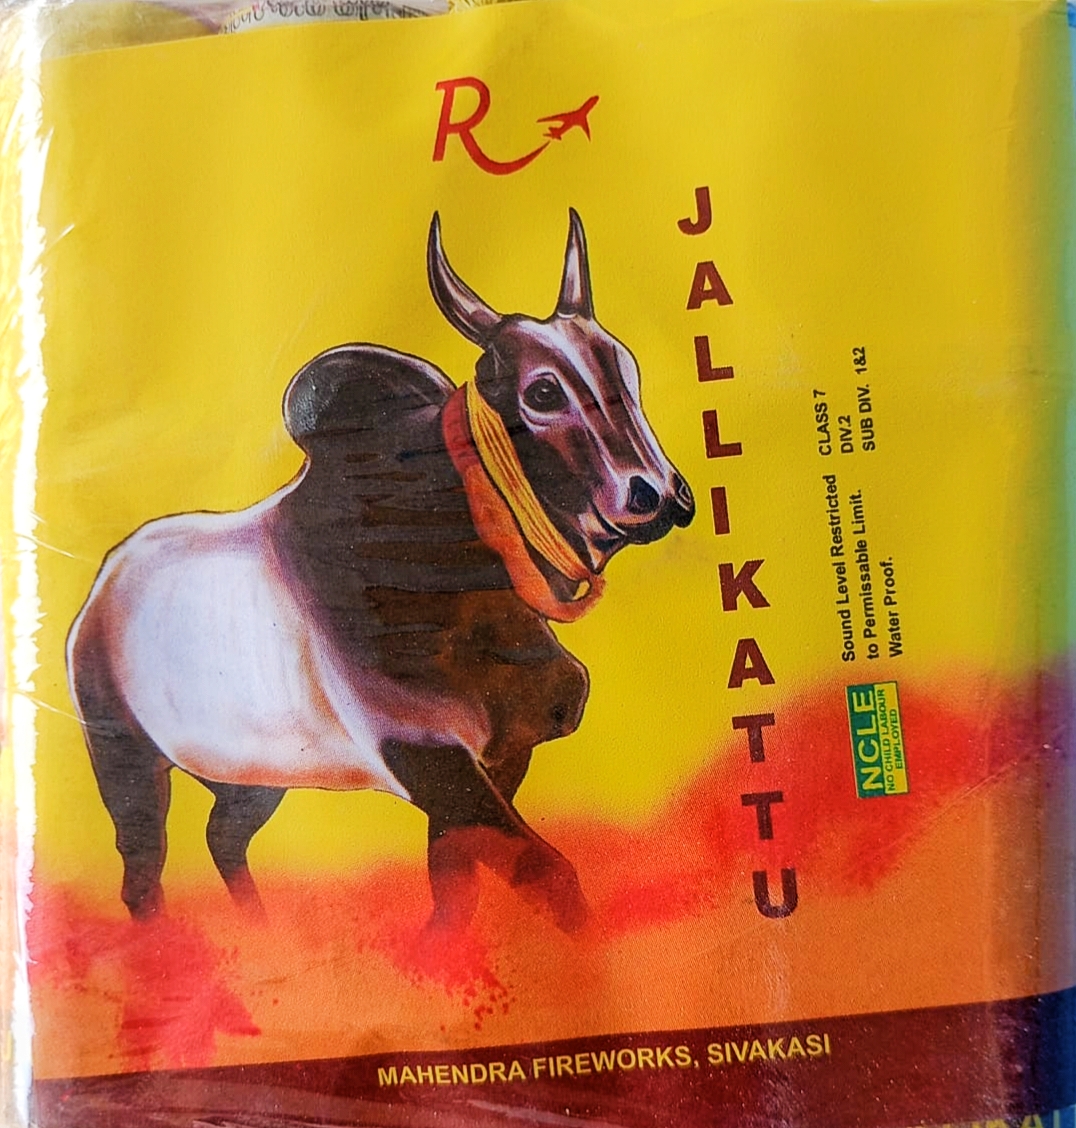 R
JALLIKATTU
Sound Level Restricted CLASS 7
to Permissable Limit. DIV.2
Water Proof. SUB DIV. 1&2
NCLE
NO CHILD LABOUR
EMPLOYED
MAHENDRA FIREWORKS, SIVAKASI